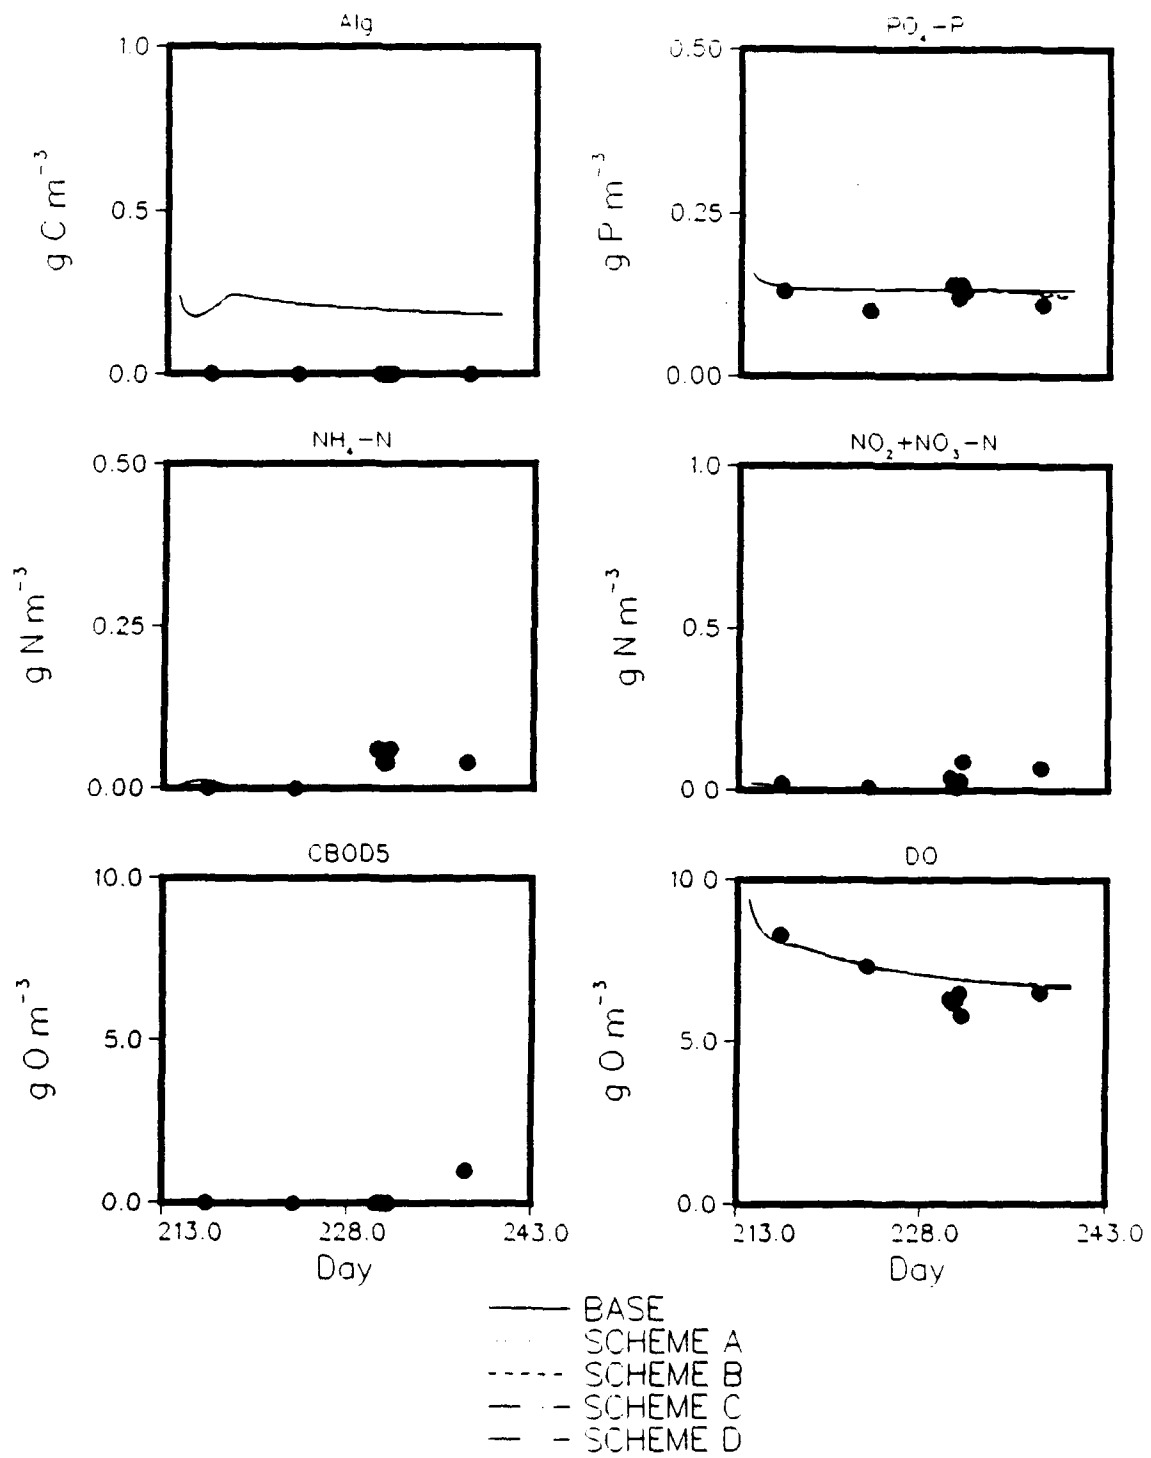 Alg
1.0
0.5
0.0
g C m⁻³
PO₄-P
0.50
0.25
0.00
g P m⁻³
NH₄-N
0.50
0.25
0.00
g N m⁻³
NO₂+NO₃-N
1.0
0.5
0 0
g N m⁻³
CBOD5
10.0
5.0
0.0
g O m⁻³
213.0 228.0 243.0
Day
DO
10 0
5.0
0.0
g O m⁻³
213.0 228.0 243.0
Day
BASE
SCHEME A
SCHEME B
SCHEME C
SCHEME D